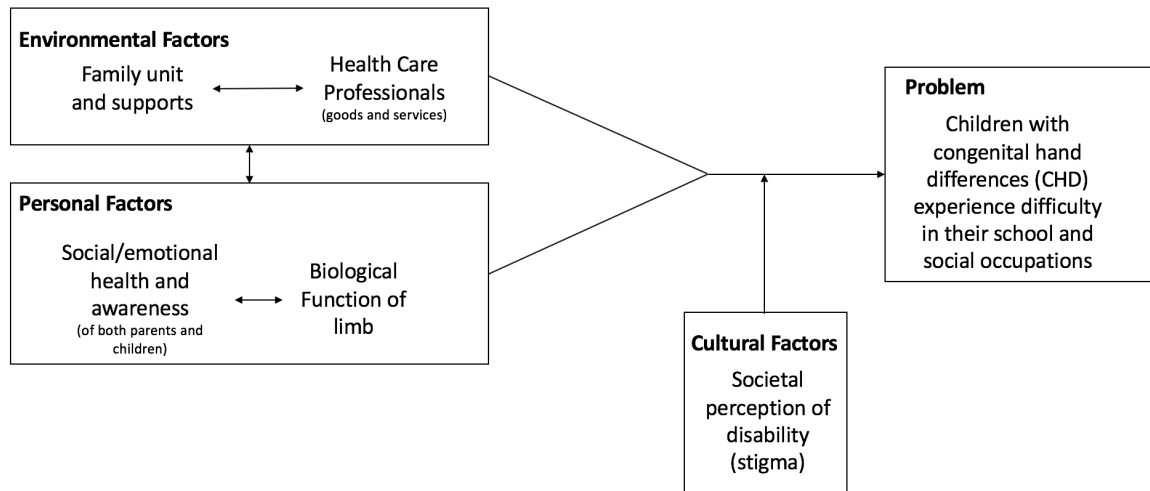 Environmental Factors
Family unit
and supports
Health Care
Professionals
(goods and services)
Personal Factors
Social/emotional
health and
awareness
(of both parents and
children)
Biological
Function of
limb
Cultural Factors
Societal
perception of
disability
(stigma)
Problem
Children with
congenital hand
differences (CHD)
experience difficulty
in their school and
social occupations